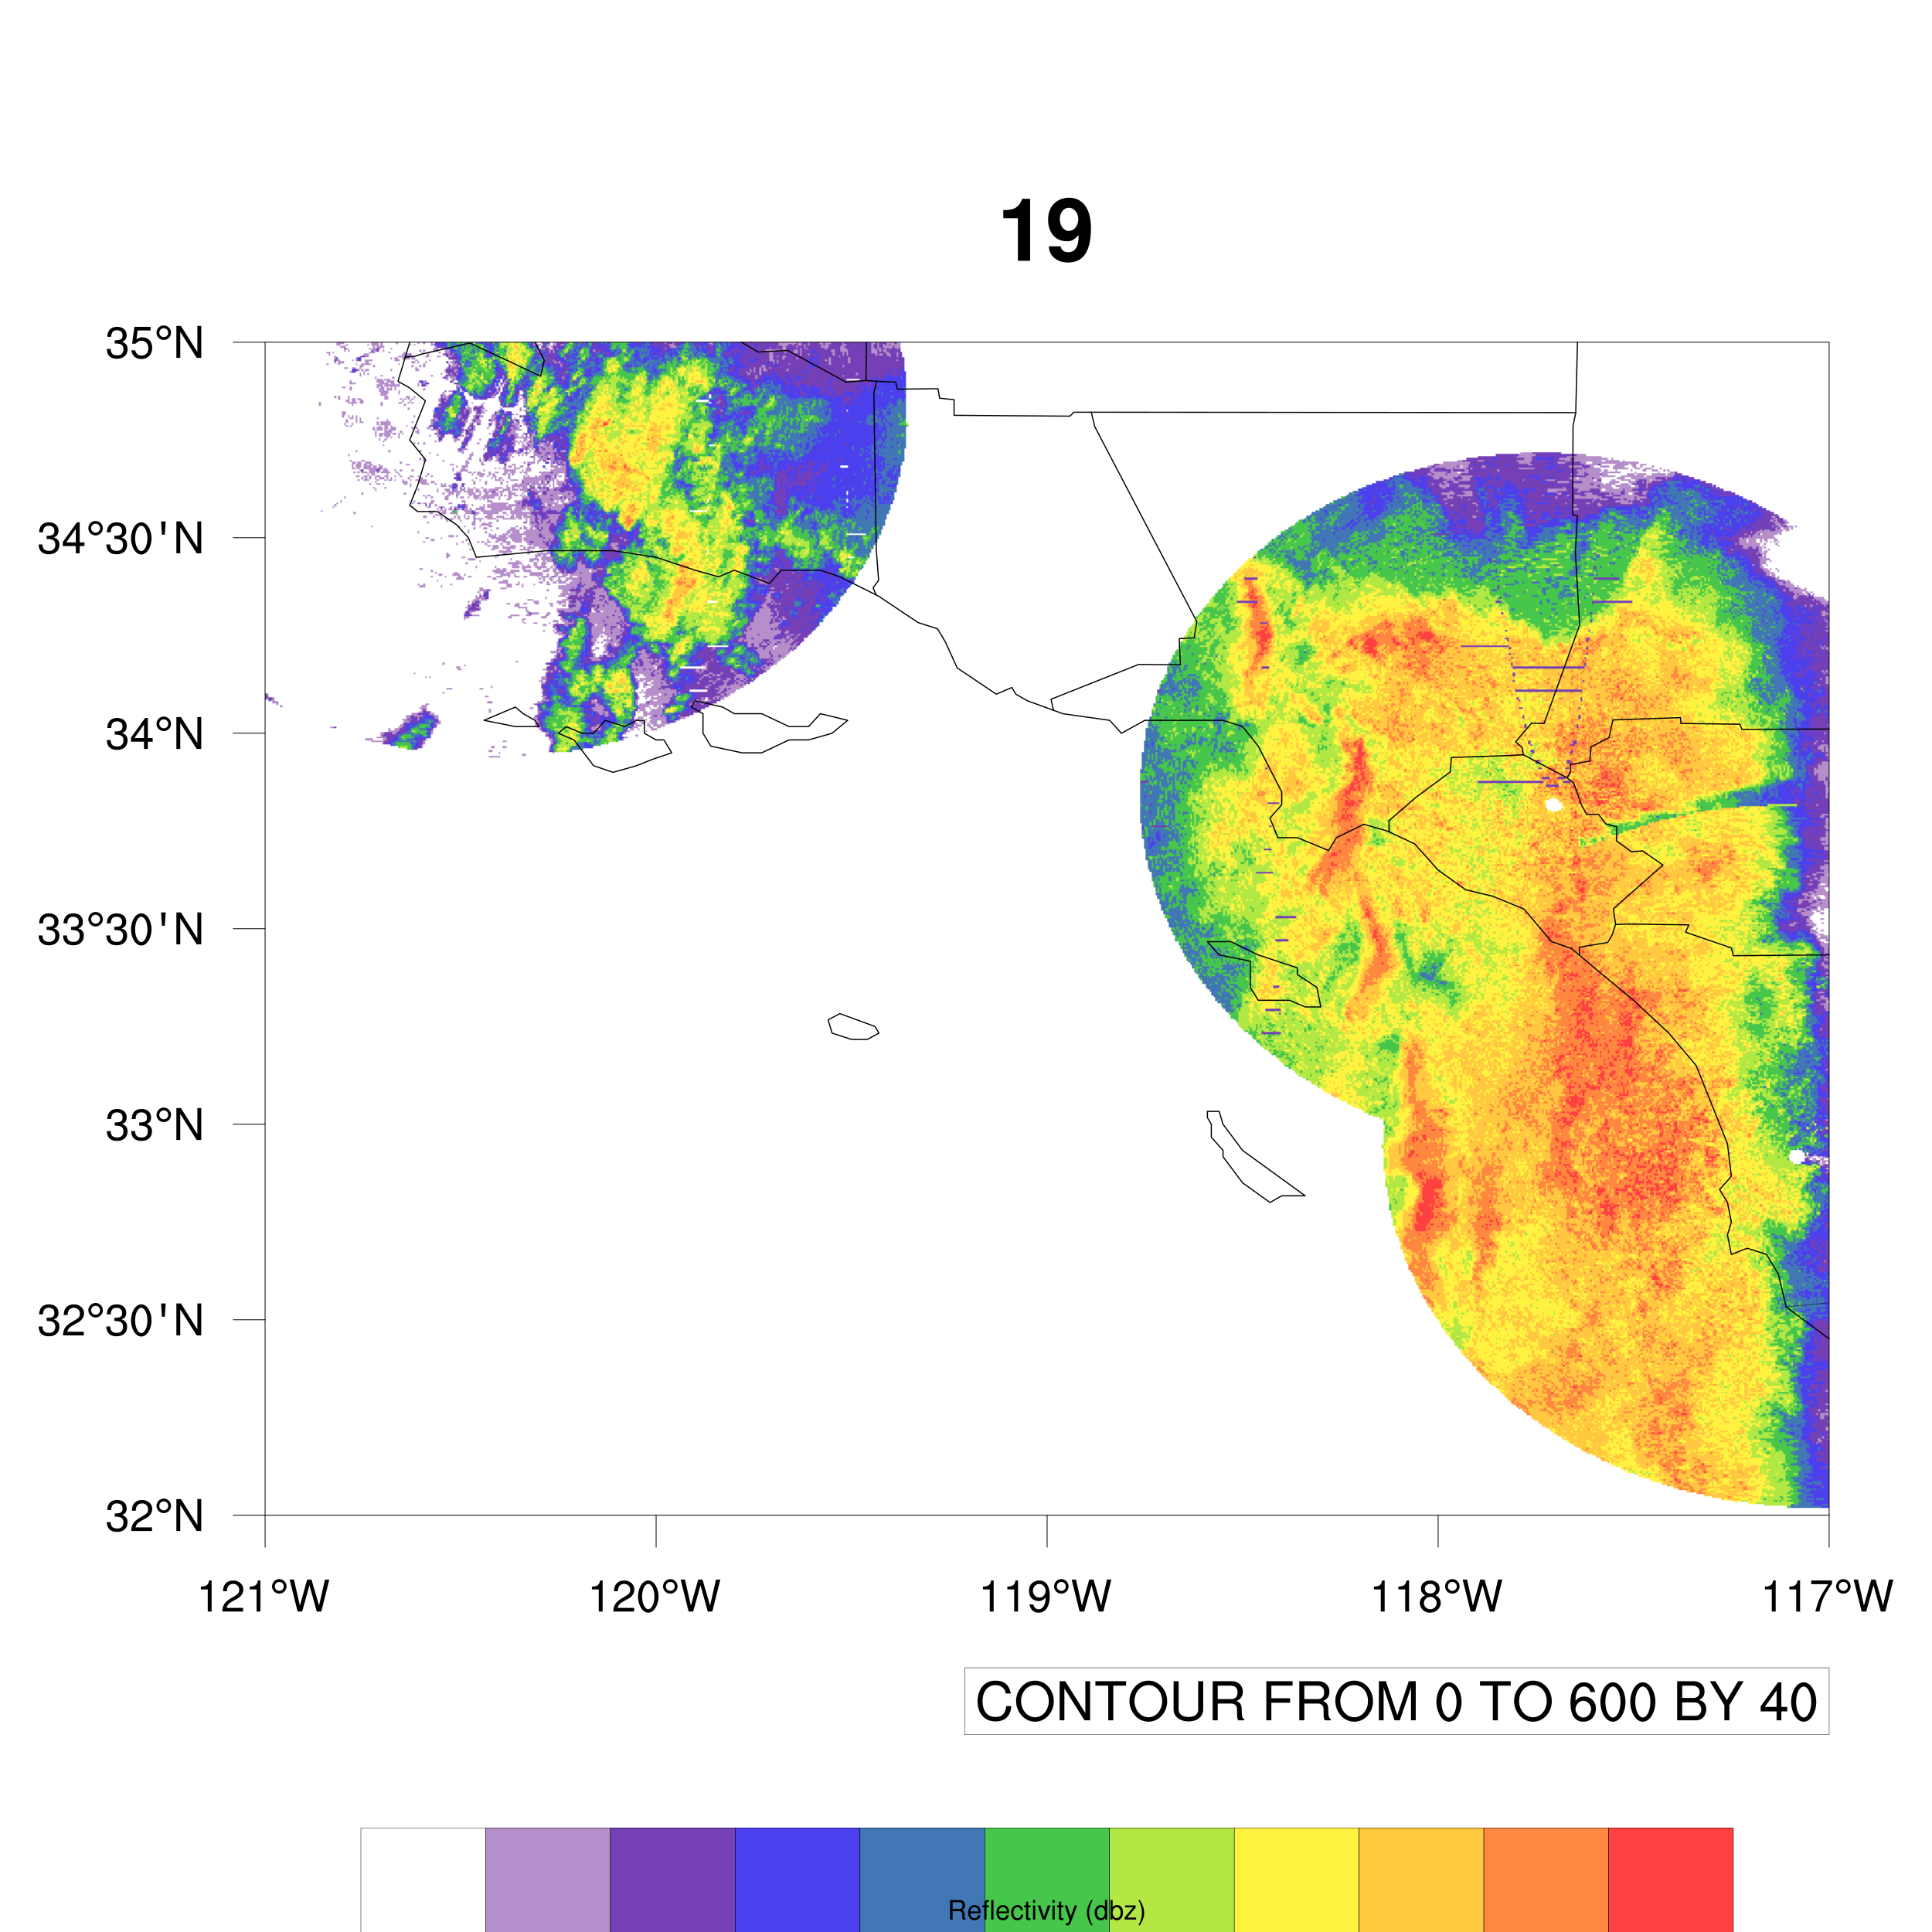 19
35°N
34°30'N
34°N
33°30'N
33°N
32°30'N
32°N
121°W 120°W 119°W 118°W 117°W
CONTOUR FROM 0 TO 600 BY 40
Reflectivity (dbz)